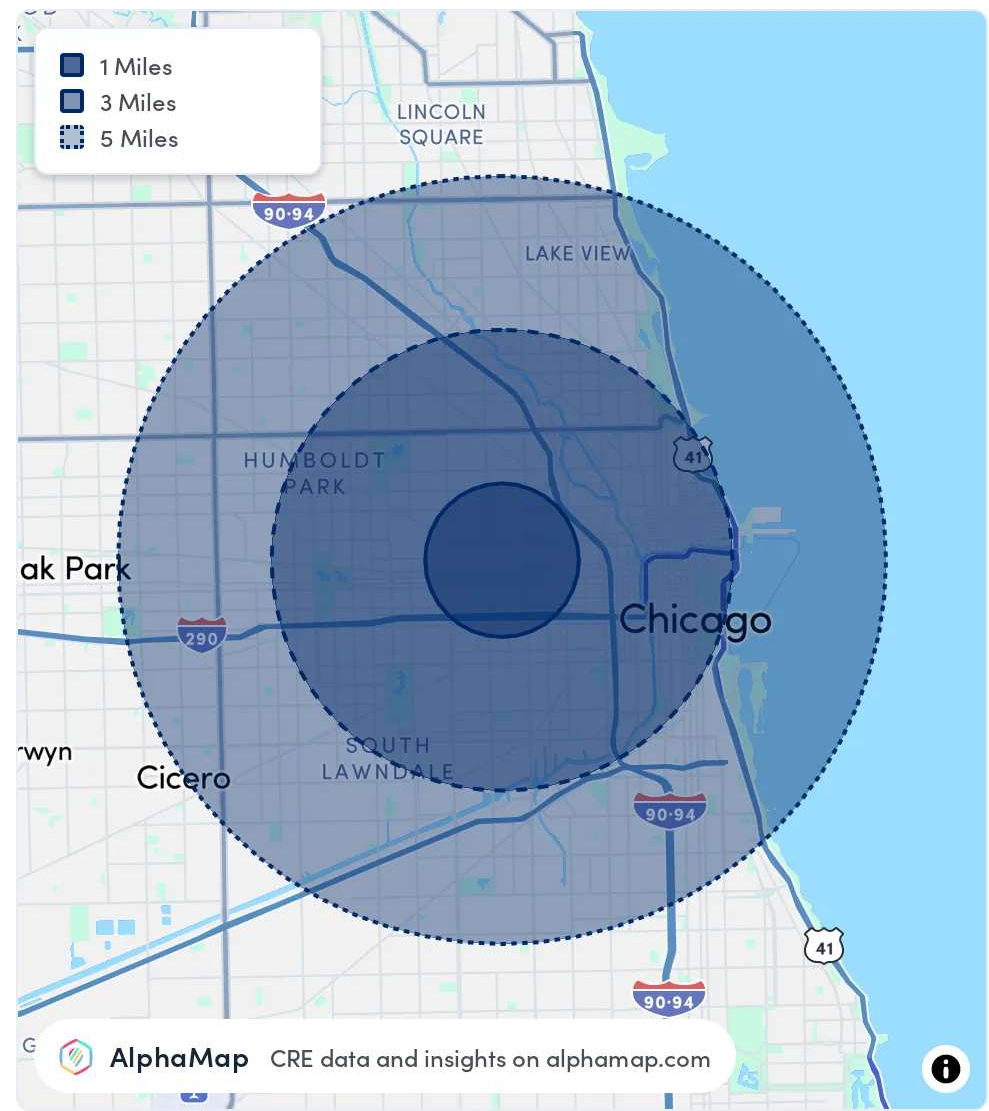 1 Miles
3 Miles
5 Miles
LINCOLN
SQUARE
90·94
LAKE VIEW
41
HUMBOLDT
PARK
ak Park
Chicago
290
SOUTH
LAWNDALE
rwyn
Cicero
90·94
41
90·94
G
AlphaMap CRE data and insights on alphamap.com